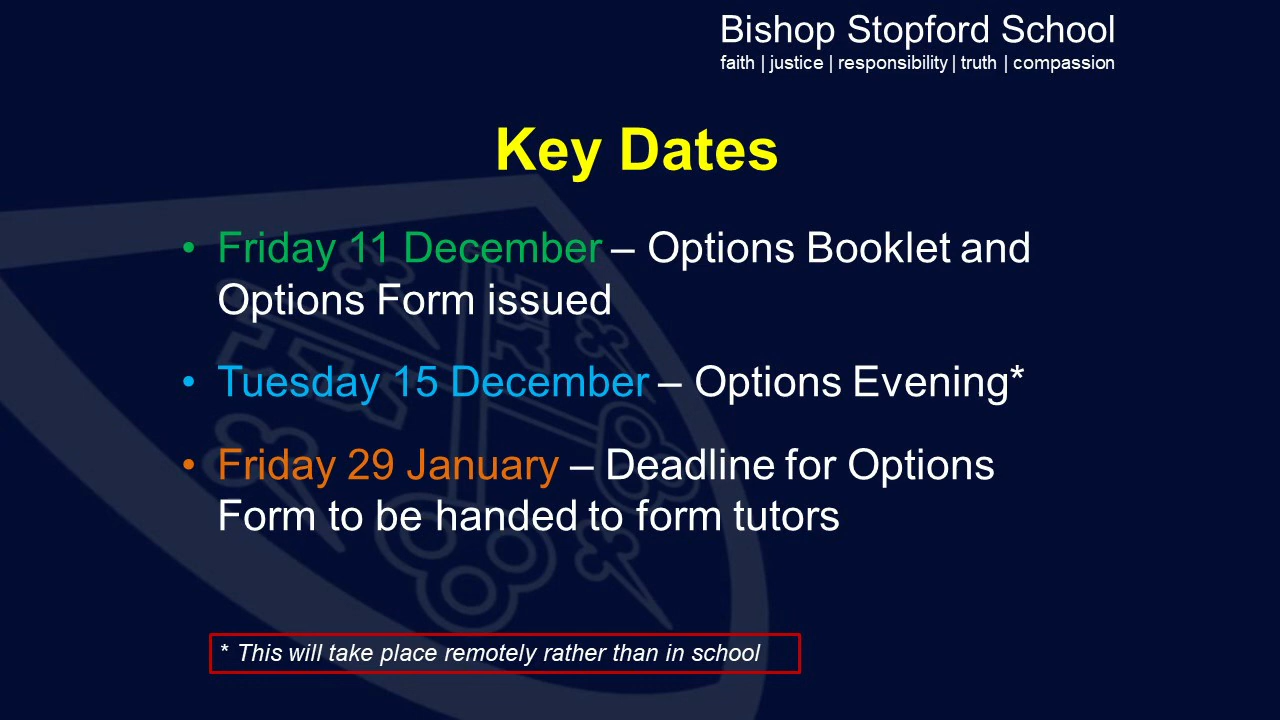 Bishop Stopford School
faith | justice | responsibility | truth | compassion
Key Dates
• Friday 11 December – Options Booklet and
Options Form issued
• Tuesday 15 December – Options Evening*
• Friday 29 January – Deadline for Options
Form to be handed to form tutors
* This will take place remotely rather than in school